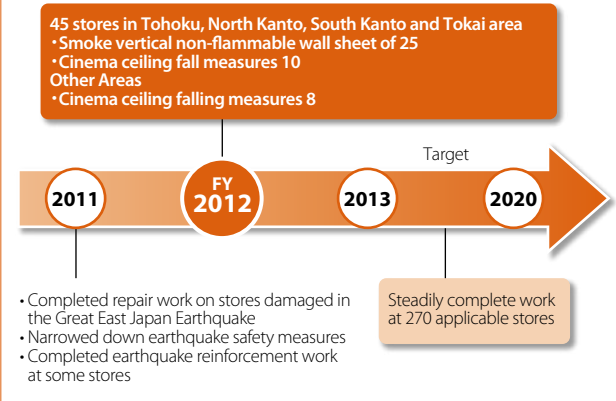 45 stores in Tohoku, North Kanto, South Kanto and Tokai area
・Smoke vertical non-flammable wall sheet of 25
・Cinema ceiling fall measures 10
Other Areas
・Cinema ceiling falling measures 8
Target
2011
FY
2012
2013
2020
• Completed repair work on stores damaged in
the Great East Japan Earthquake
• Narrowed down earthquake safety measures
• Completed earthquake reinforcement work
at some stores
Steadily complete work
at 270 applicable stores